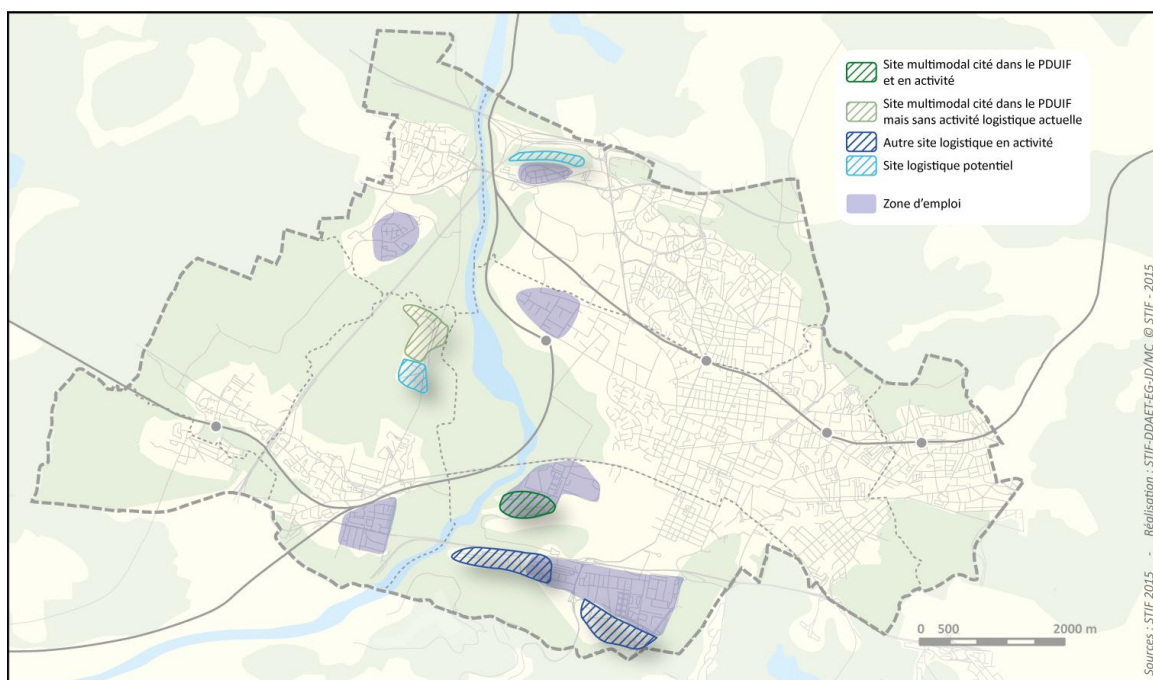 Site multimodal cité dans le PDUIF
et en activité
Site multimodal cité dans le PDUIF
mais sans activité logistique actuelle
Autre site logistique en activité
Site logistique potentiel
Zone d'emploi
0 500 2000 m
Sources : STIF 2015 - Réalisation : STIF-DDAET-EG-JD/MC © STIF - 2015